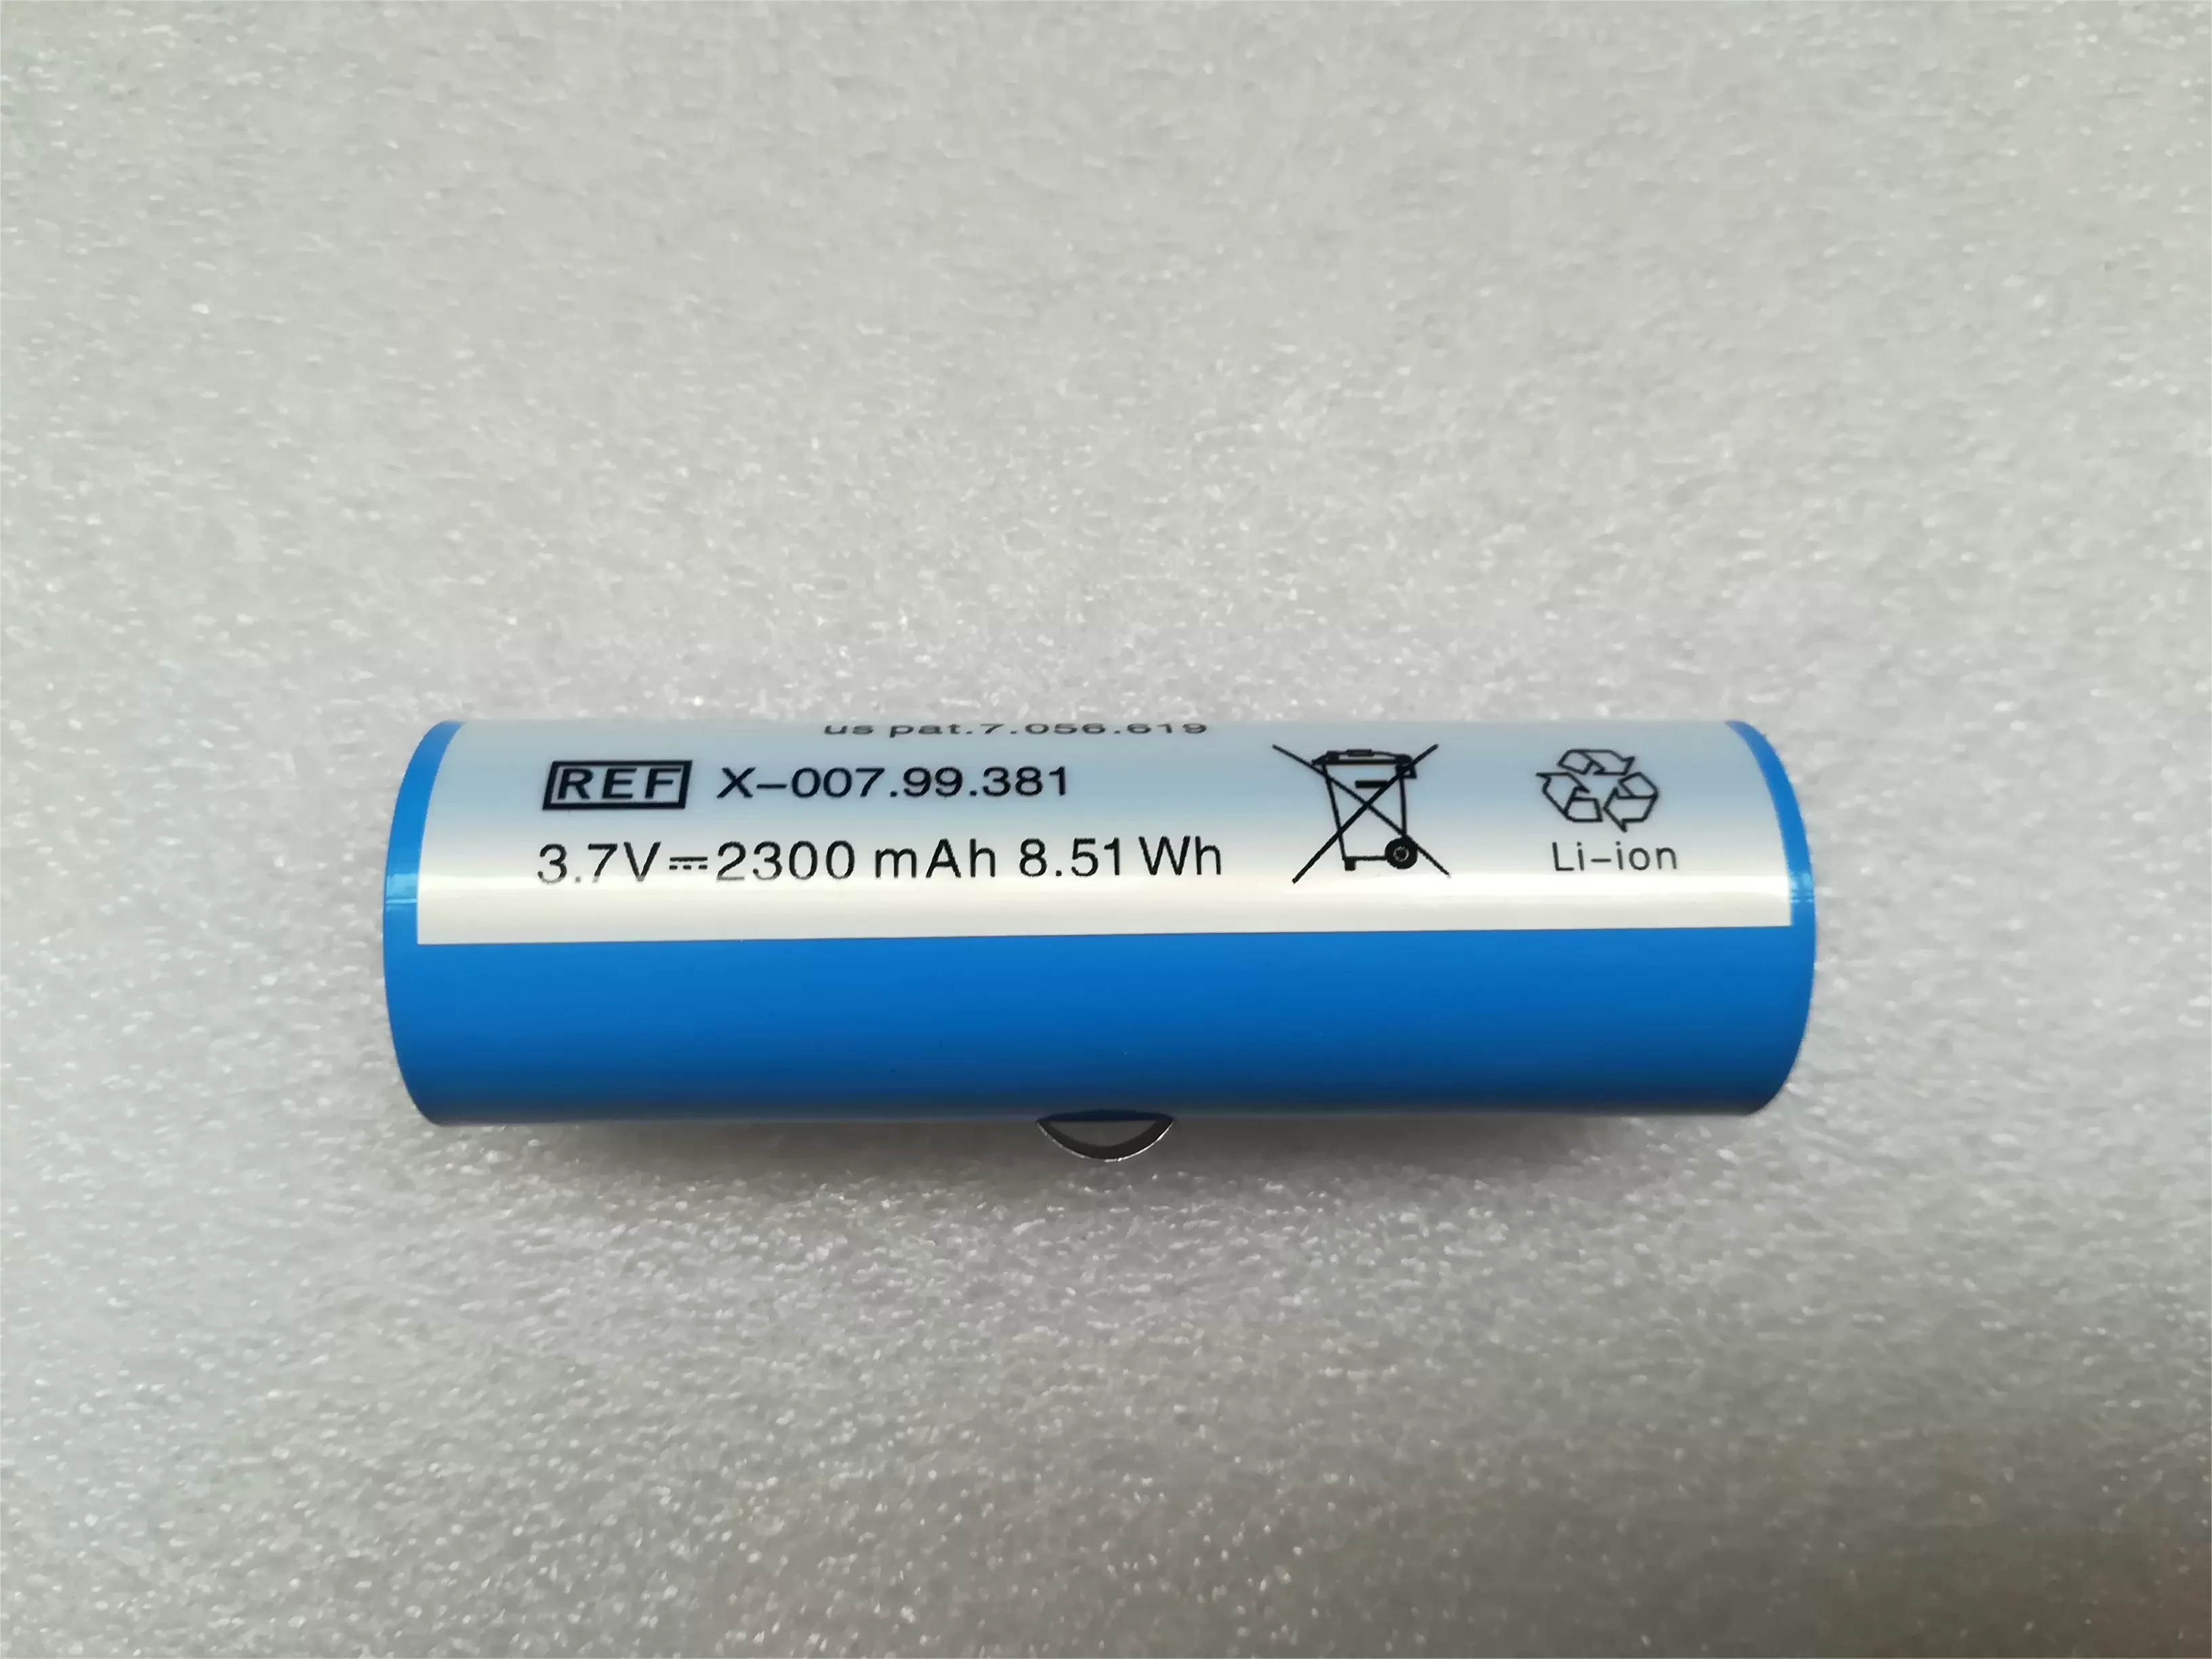 us pat.7.056.619
REF X-007.99.381
3.7V⎓2300 mAh 8.51 Wh
Li-ion